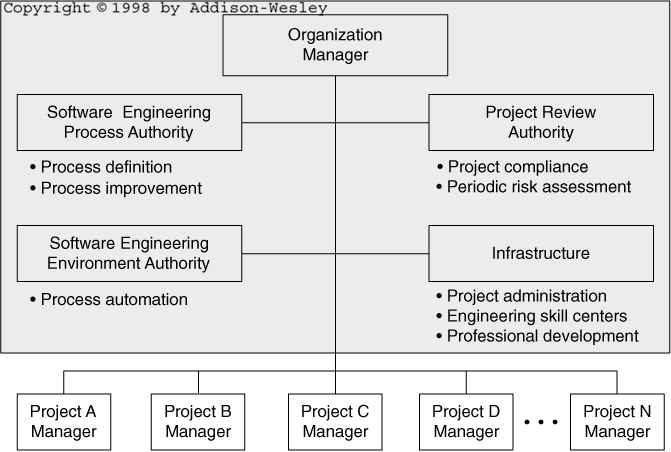 Copyright © 1998 by Addison-Wesley
Organization
Manager
Software Engineering
Process Authority
• Process definition
• Process improvement
Project Review
Authority
• Project compliance
• Periodic risk assessment
Software Engineering
Environment Authority
• Process automation
Infrastructure
• Project administration
• Engineering skill centers
• Professional development
Project A
Manager
Project B
Manager
Project C
Manager
Project D
Manager
• • •
Project N
Manager